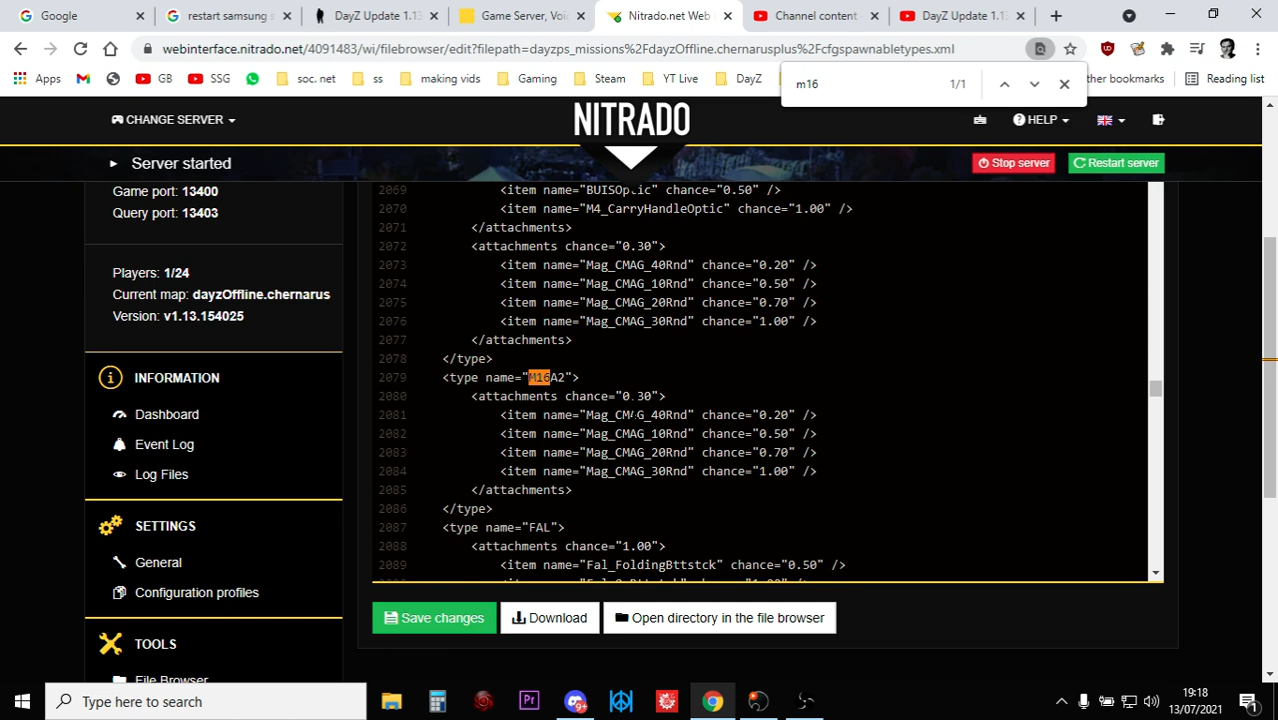 Google
restart samsung s
DayZ Update 1.13
Game Server, Voi
Nitrado.net Web
Channel content
DayZ Update 1.1
webinterface.nitrado.net/4091483/wi/filebrowser/edit?filepath=dayzps_missions%2FdayzOffline.chernarusplus%2Fcfgspawnabletypes.xml
Apps
GB
SSG
soc. net
ss
making vids
Gaming
Steam
YT Live
DayZ
ther bookmarks
Reading list
m16
1/1
CHANGE SERVER
NITRADO
HELP
Server started
Stop server
Restart server
Game port: 13400
Query port: 13403
Players: 1/24
Current map: dayzOffline.chernarus
Version: v1.13.154025
INFORMATION
Dashboard
Event Log
Log Files
SETTINGS
General
Configuration profiles
TOOLS
File Browser
2069 <item name="BUISOptic" chance="0.50" />
2070 <item name="M4_CarryHandleOptic" chance="1.00" />
2071 </attachments>
2072 <attachments chance="0.30">
2073 <item name="Mag_CMAG_40Rnd" chance="0.20" />
2074 <item name="Mag_CMAG_10Rnd" chance="0.50" />
2075 <item name="Mag_CMAG_20Rnd" chance="0.70" />
2076 <item name="Mag_CMAG_30Rnd" chance="1.00" />
2077 </attachments>
2078 </type>
2079 <type name="M16A2">
2080 <attachments chance="0.30">
2081 <item name="Mag_CMAG_40Rnd" chance="0.20" />
2082 <item name="Mag_CMAG_10Rnd" chance="0.50" />
2083 <item name="Mag_CMAG_20Rnd" chance="0.70" />
2084 <item name="Mag_CMAG_30Rnd" chance="1.00" />
2085 </attachments>
2086 </type>
2087 <type name="FAL">
2088 <attachments chance="1.00">
2089 <item name="Fal_FoldingBttstck" chance="0.50" />
Save changes
Download
Open directory in the file browser
Type here to search
Pr
9+
19:18
13/07/2021
1